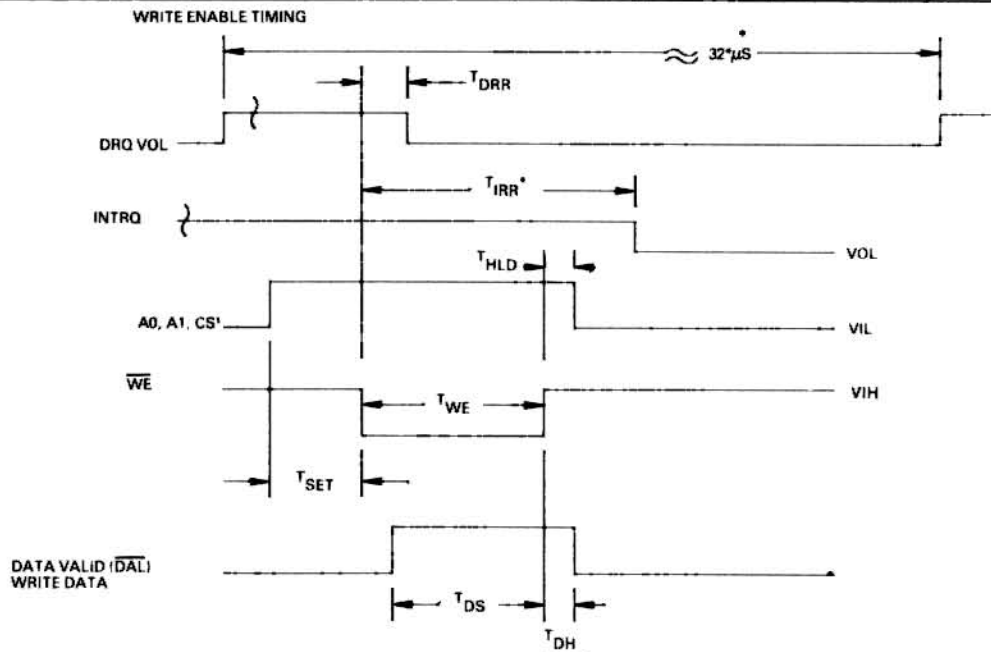 WRITE ENABLE TIMING
32*µS*
TDRR
DRQ VOL
TIRR*
INTRQ
VOL
THLD
A0, A1, CS¹
VIL
WE
TWE
VIH
TSET
DATA VALID (DAL)
WRITE DATA
TDS
TDH